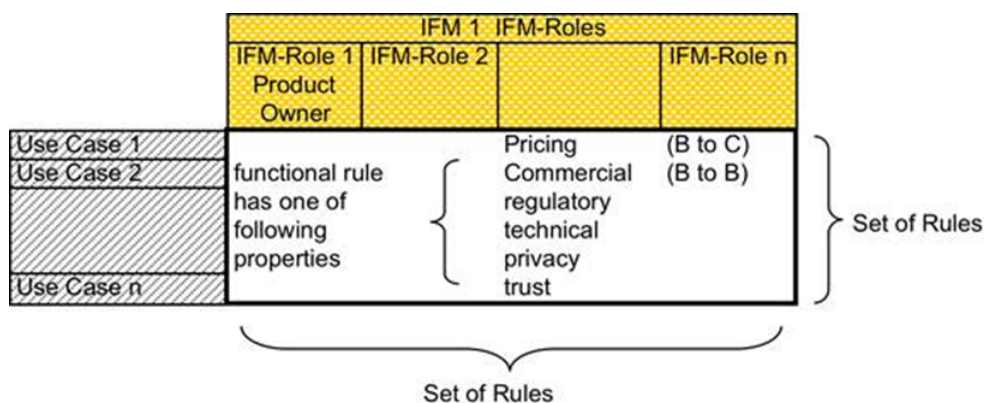 IFM 1 IFM-Roles
IFM-Role 1 IFM-Role 2 IFM-Role n
Product
Owner
Use Case 1 Pricing (B to C)
Use Case 2 functional rule Commercial (B to B)
has one of regulatory
following technical
properties privacy
Use Case n trust
Set of Rules
Set of Rules